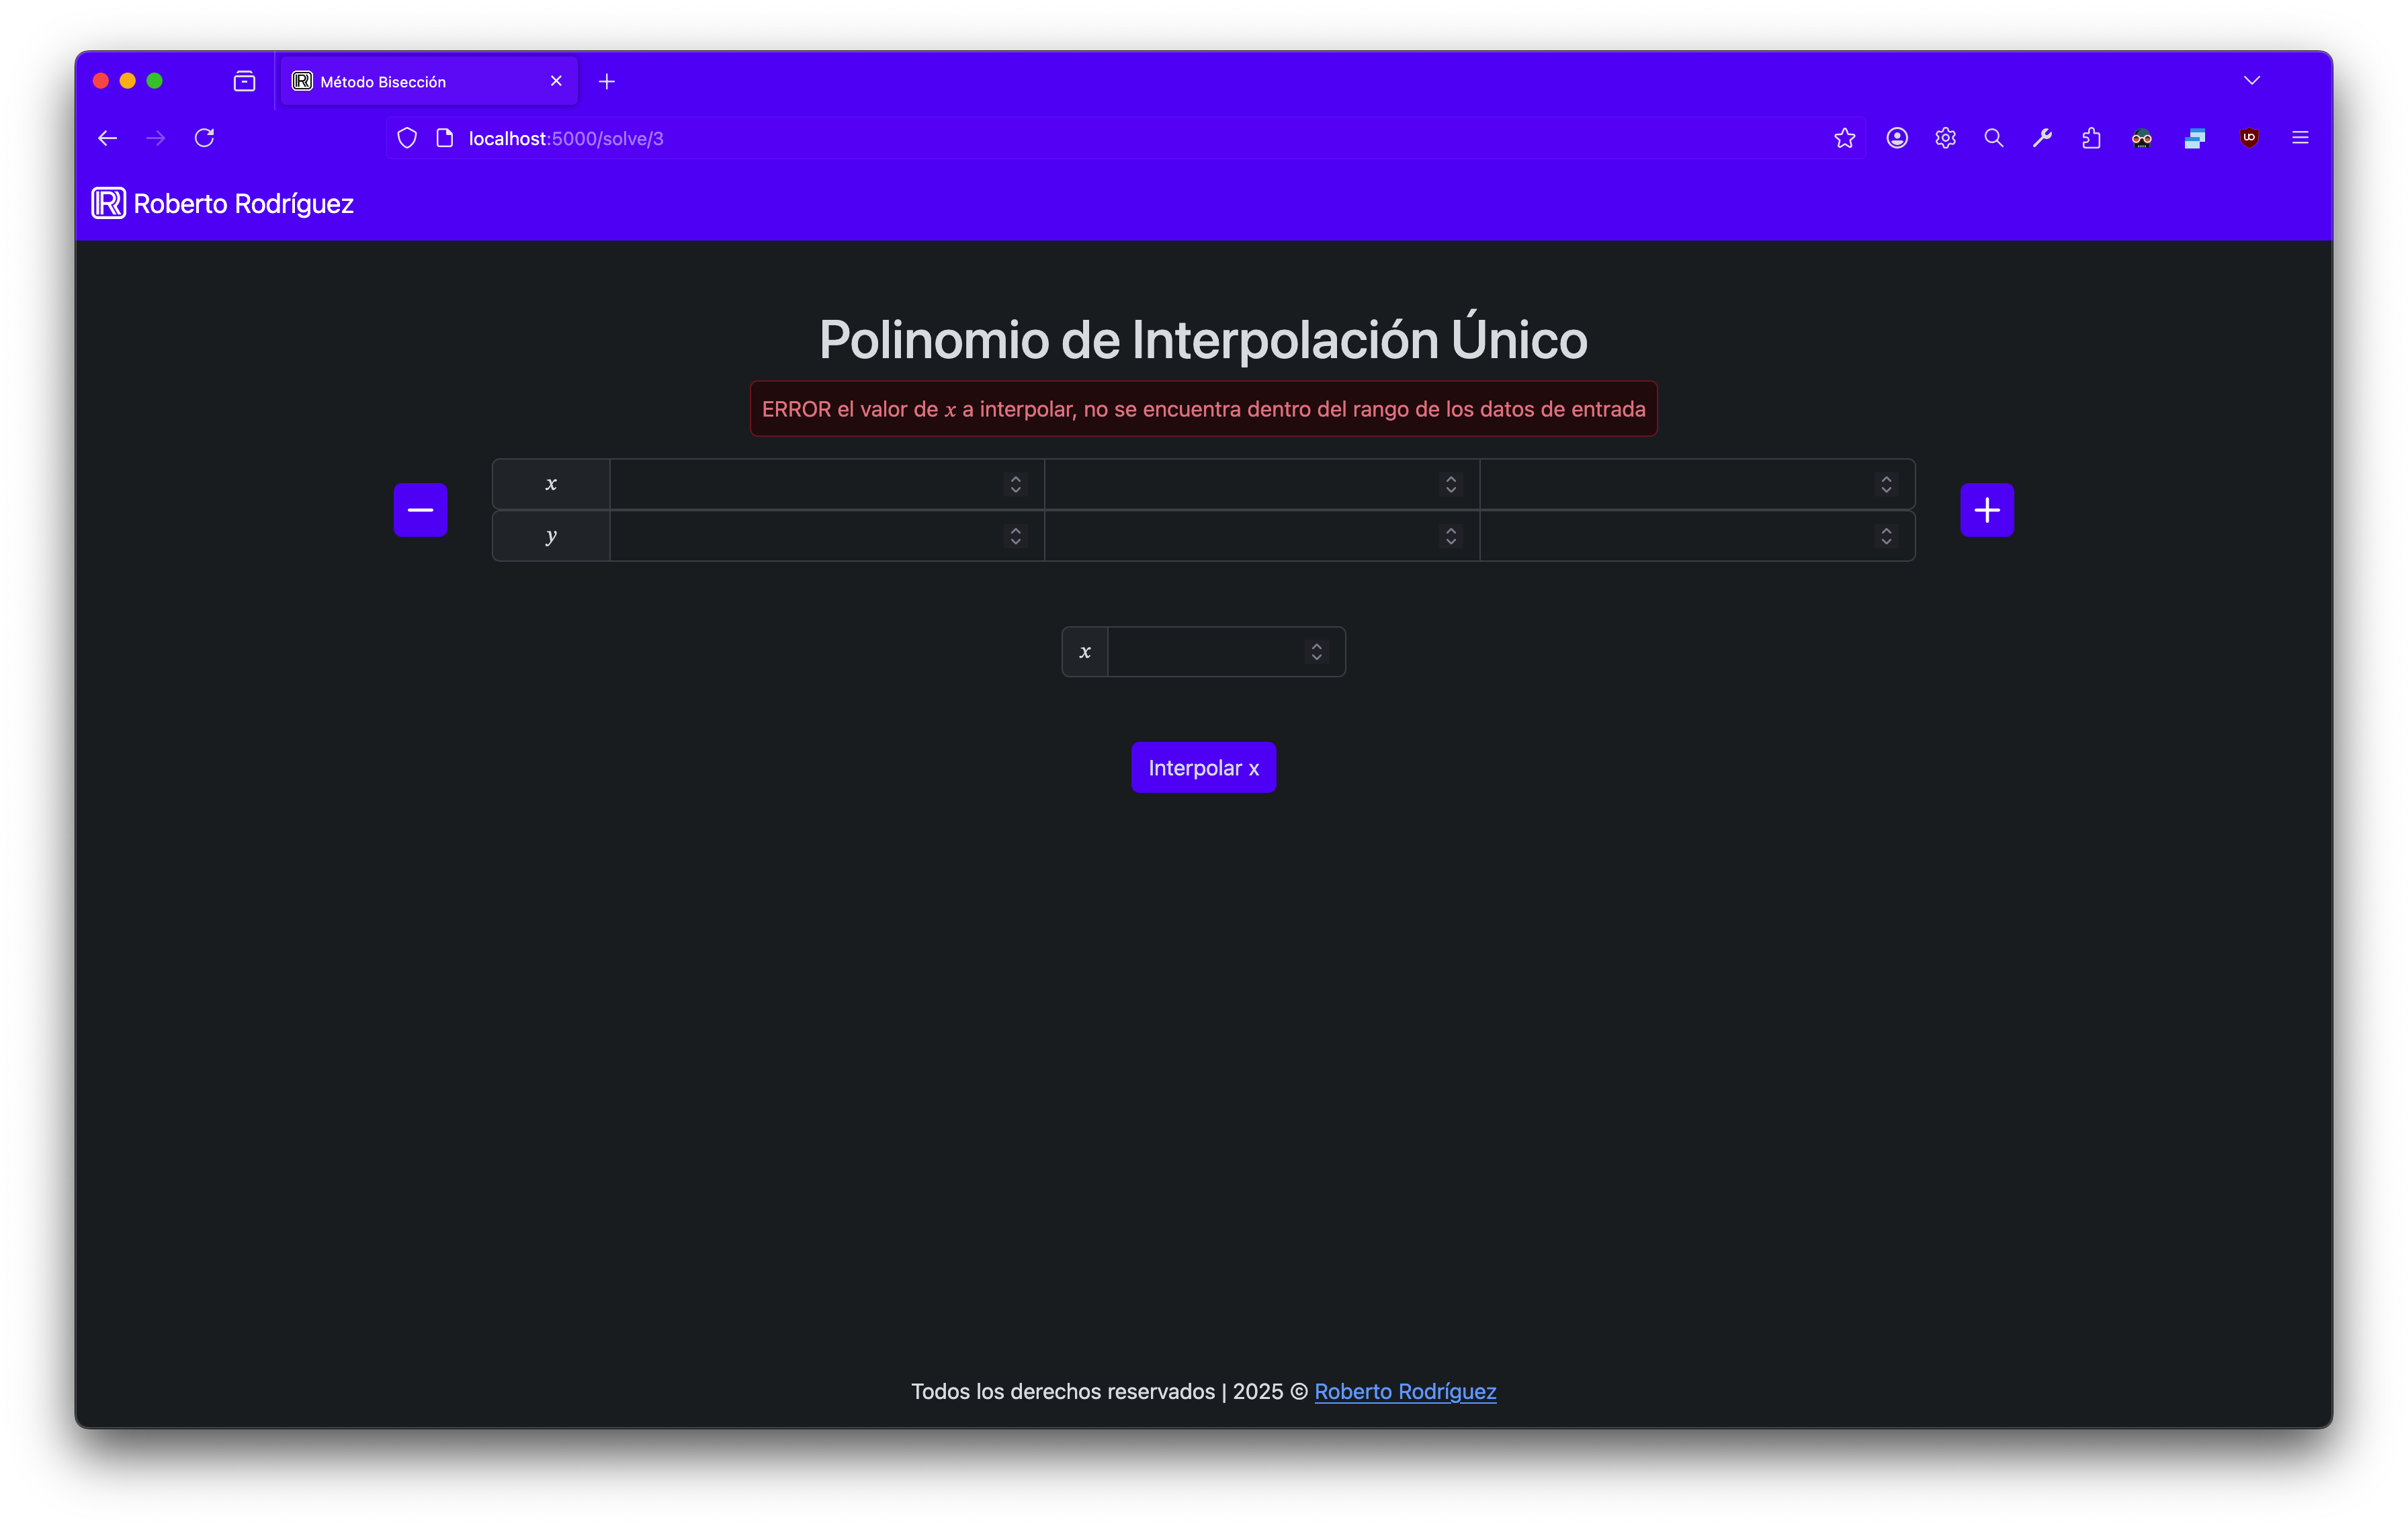 Método Bisección
localhost:5000/solve/3
Roberto Rodríguez
Polinomio de Interpolación Único
ERROR el valor de x a interpolar, no se encuentra dentro del rango de los datos de entrada
x
y
x
Interpolar x
Todos los derechos reservados | 2025 © Roberto Rodríguez